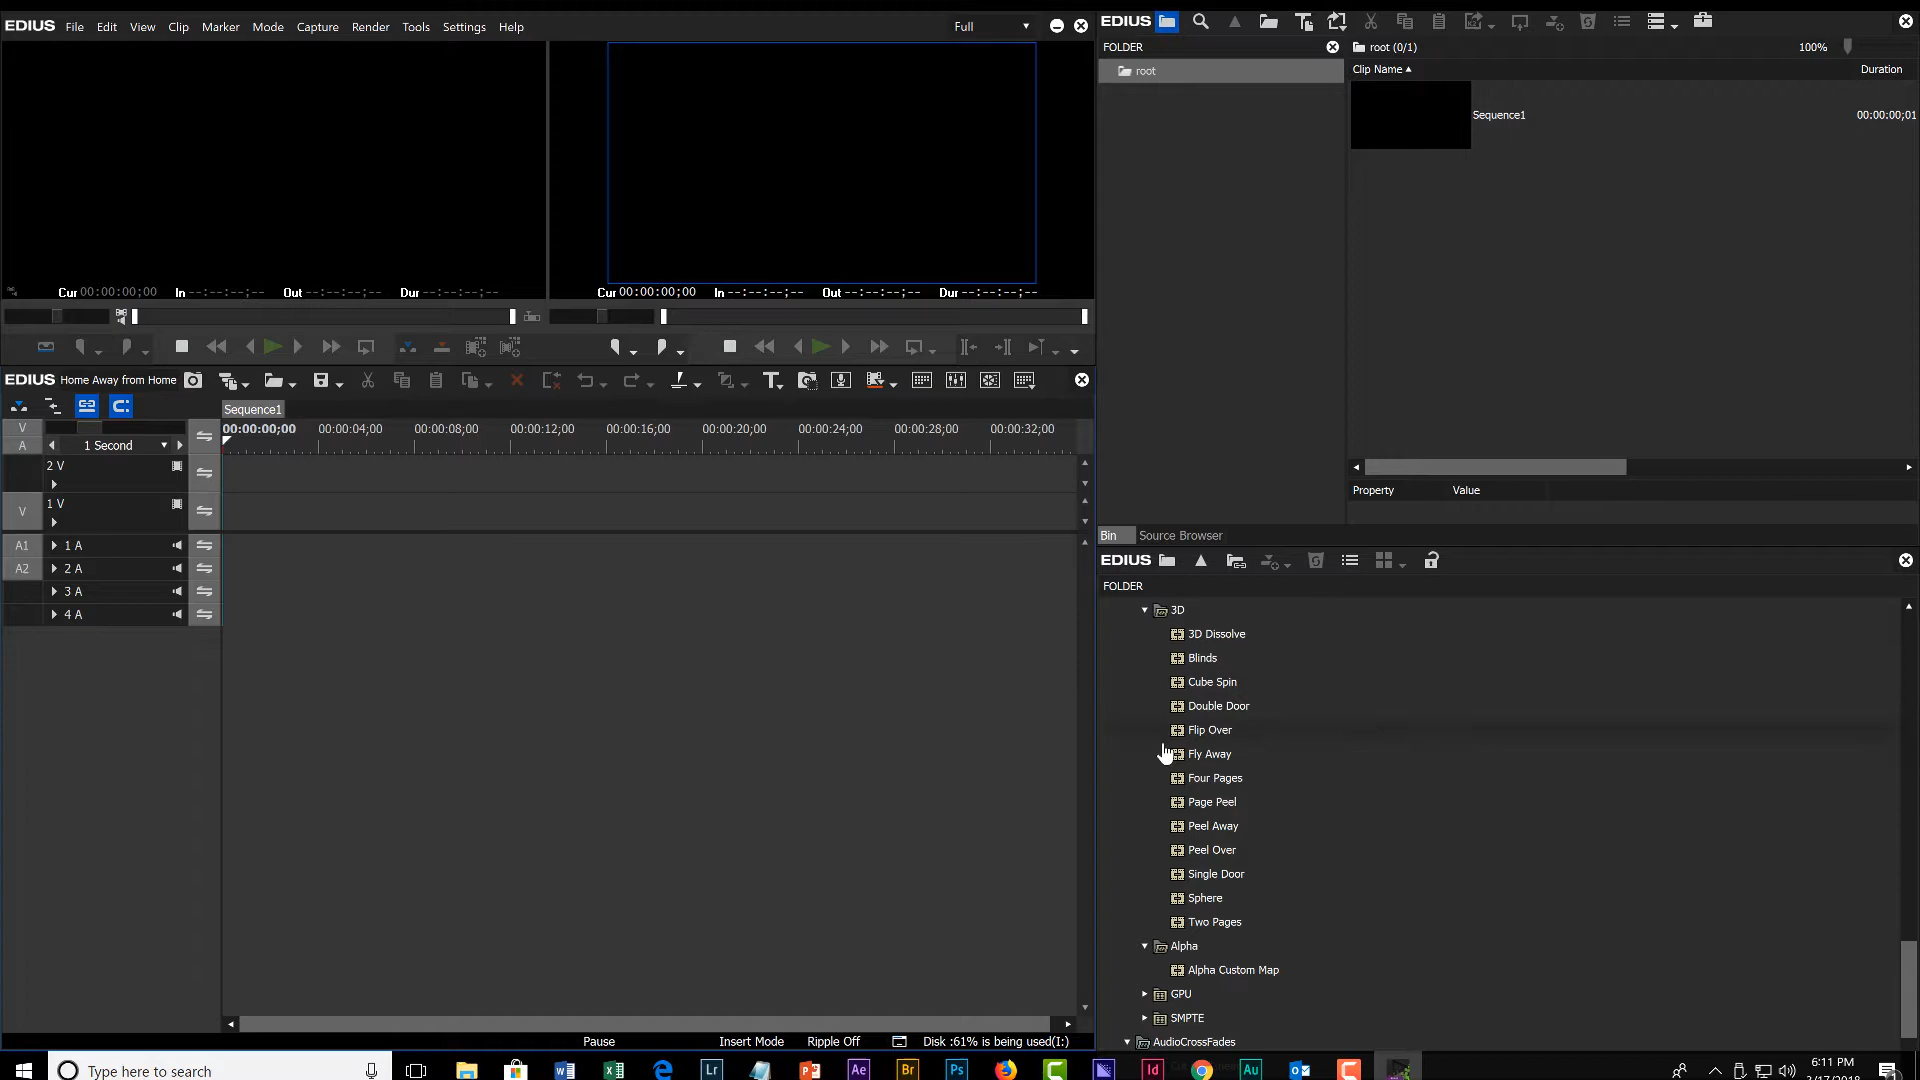 EDIUS File Edit View Clip Marker Mode Capture Render Tools Settings Help Full
Cur 00:00:00;00 In --:--:--;-- Out --:--:--;-- Dur --:--:--;--
Cur 00:00:00;00 In --:--:--;-- Out --:--:--;-- Dur --:--:--;--
EDIUS
FOLDER
root (0/1) 100%
root
Clip Name Duration
Sequence1 00:00:00;01
Property Value
Bin Source Browser
EDIUS Home Away from Home
Sequence1
V
A
1 Second
00:00:00;00 00:00:04;00 00:00:08;00 00:00:12;00 00:00:16;00 00:00:20;00 00:00:24;00 00:00:28;00 00:00:32;00
2 V
V 1 V
A1 1 A
A2 2 A
3 A
4 A
EDIUS
FOLDER
3D
3D Dissolve
Blinds
Cube Spin
Double Door
Flip Over
Fly Away
Four Pages
Page Peel
Peel Away
Peel Over
Single Door
Sphere
Two Pages
Alpha
Alpha Custom Map
GPU
SMPTE
AudioCrossFades
Pause Insert Mode Ripple Off Disk :61% is being used(I:)
Type here to search
Lr Ae Br Ps Id Au
6:11 PM